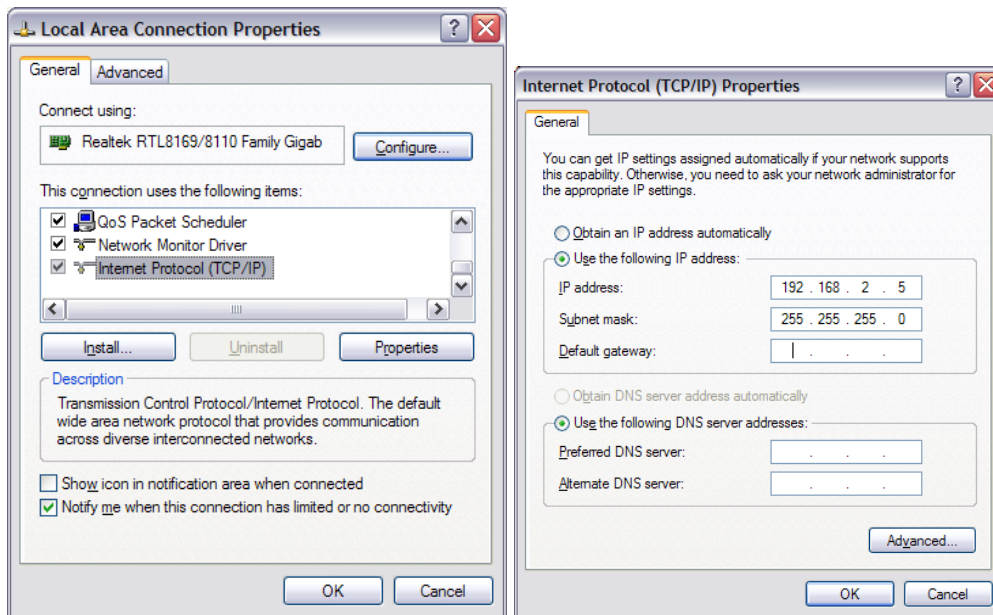 Local Area Connection Properties
General
Advanced
Connect using:
Realtek RTL8169/8110 Family Gigab
Configure...
This connection uses the following items:
QoS Packet Scheduler
Network Monitor Driver
Internet Protocol (TCP/IP)
Install...
Uninstall
Properties
Description
Transmission Control Protocol/Internet Protocol. The default
wide area network protocol that provides communication
across diverse interconnected networks.
Show icon in notification area when connected
Notify me when this connection has limited or no connectivity
OK
Cancel
Internet Protocol (TCP/IP) Properties
General
You can get IP settings assigned automatically if your network supports
this capability. Otherwise, you need to ask your network administrator for
the appropriate IP settings.
Obtain an IP address automatically
Use the following IP address:
IP address:
192 . 168 . 2 . 5
Subnet mask:
255 . 255 . 255 . 0
Default gateway:
. . .
Obtain DNS server address automatically
Use the following DNS server addresses:
Preferred DNS server:
. . .
Alternate DNS server:
. . .
Advanced...
OK
Cancel